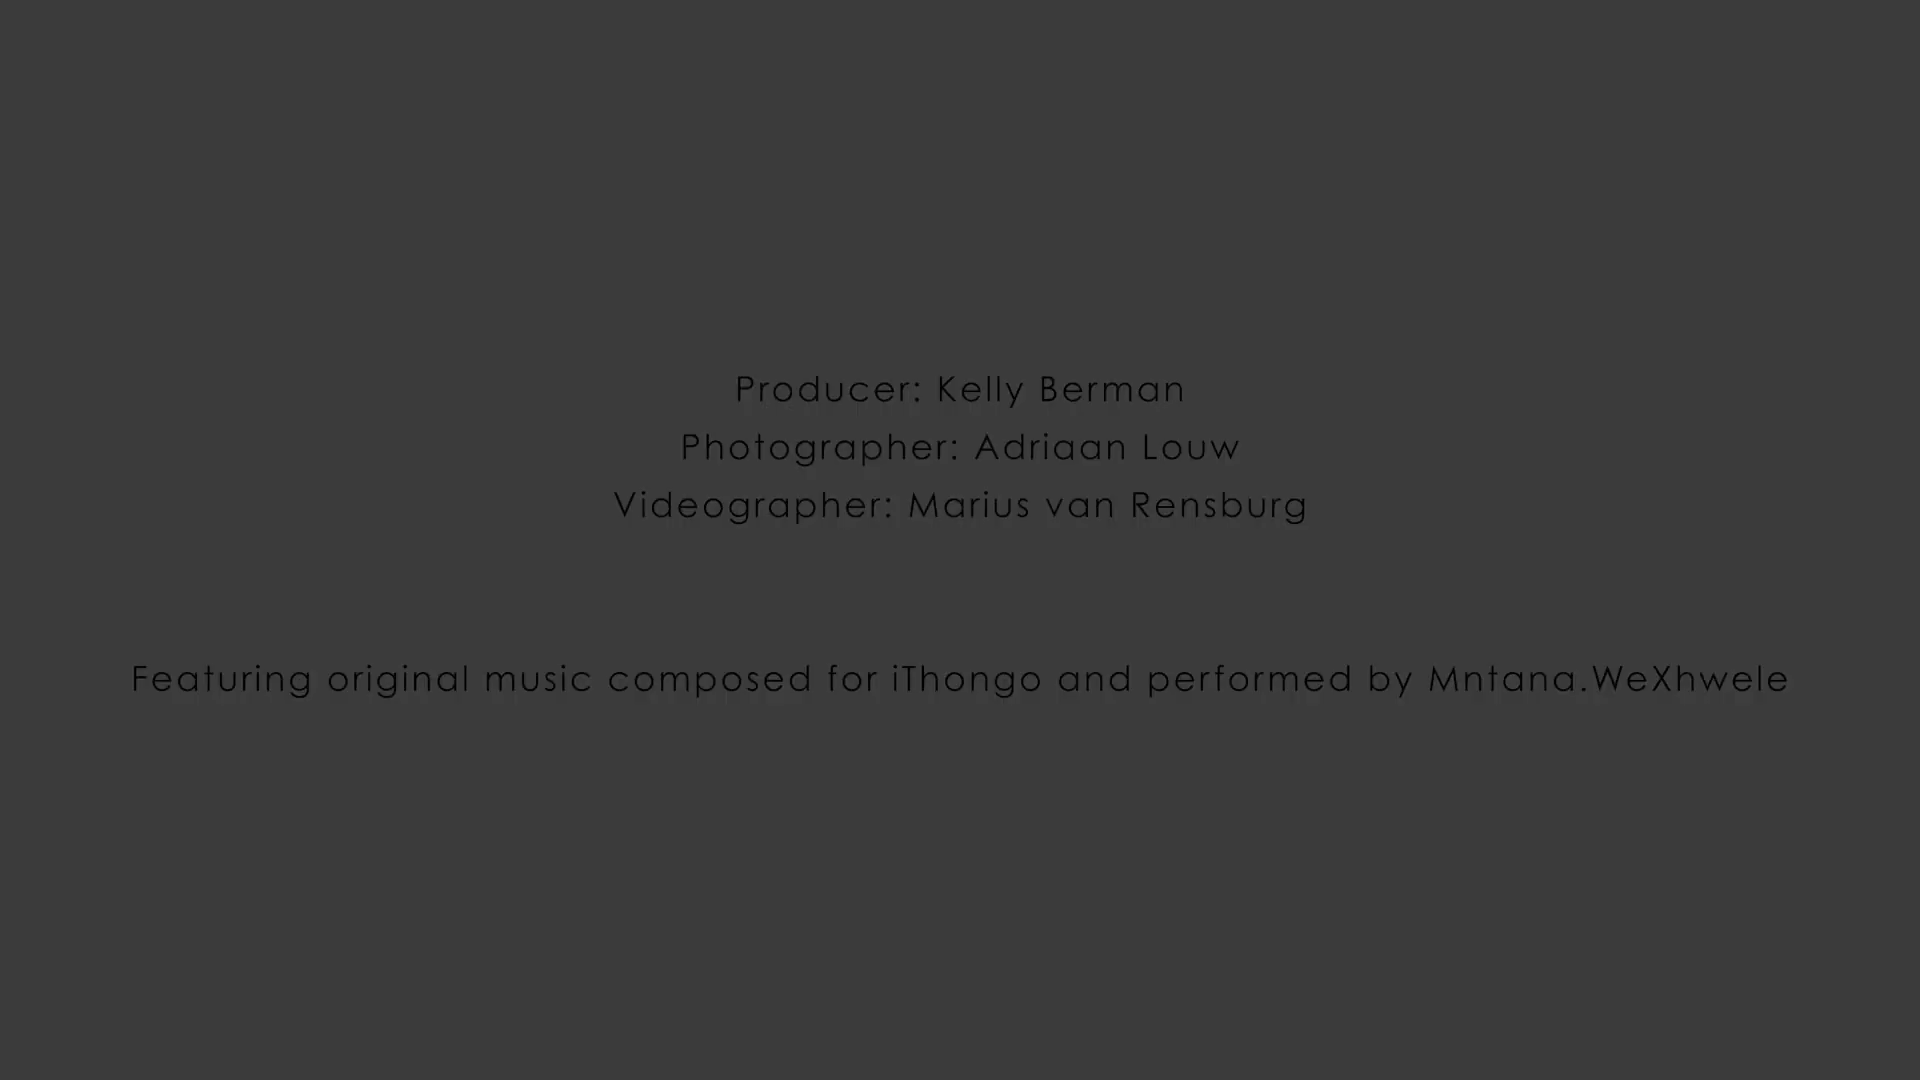 Producer: Kelly Berman
Photographer: Adriaan Louw
Videographer: Marius van Rensburg
Featuring original music composed for iThongo and performed by Mntana.WeXhwele